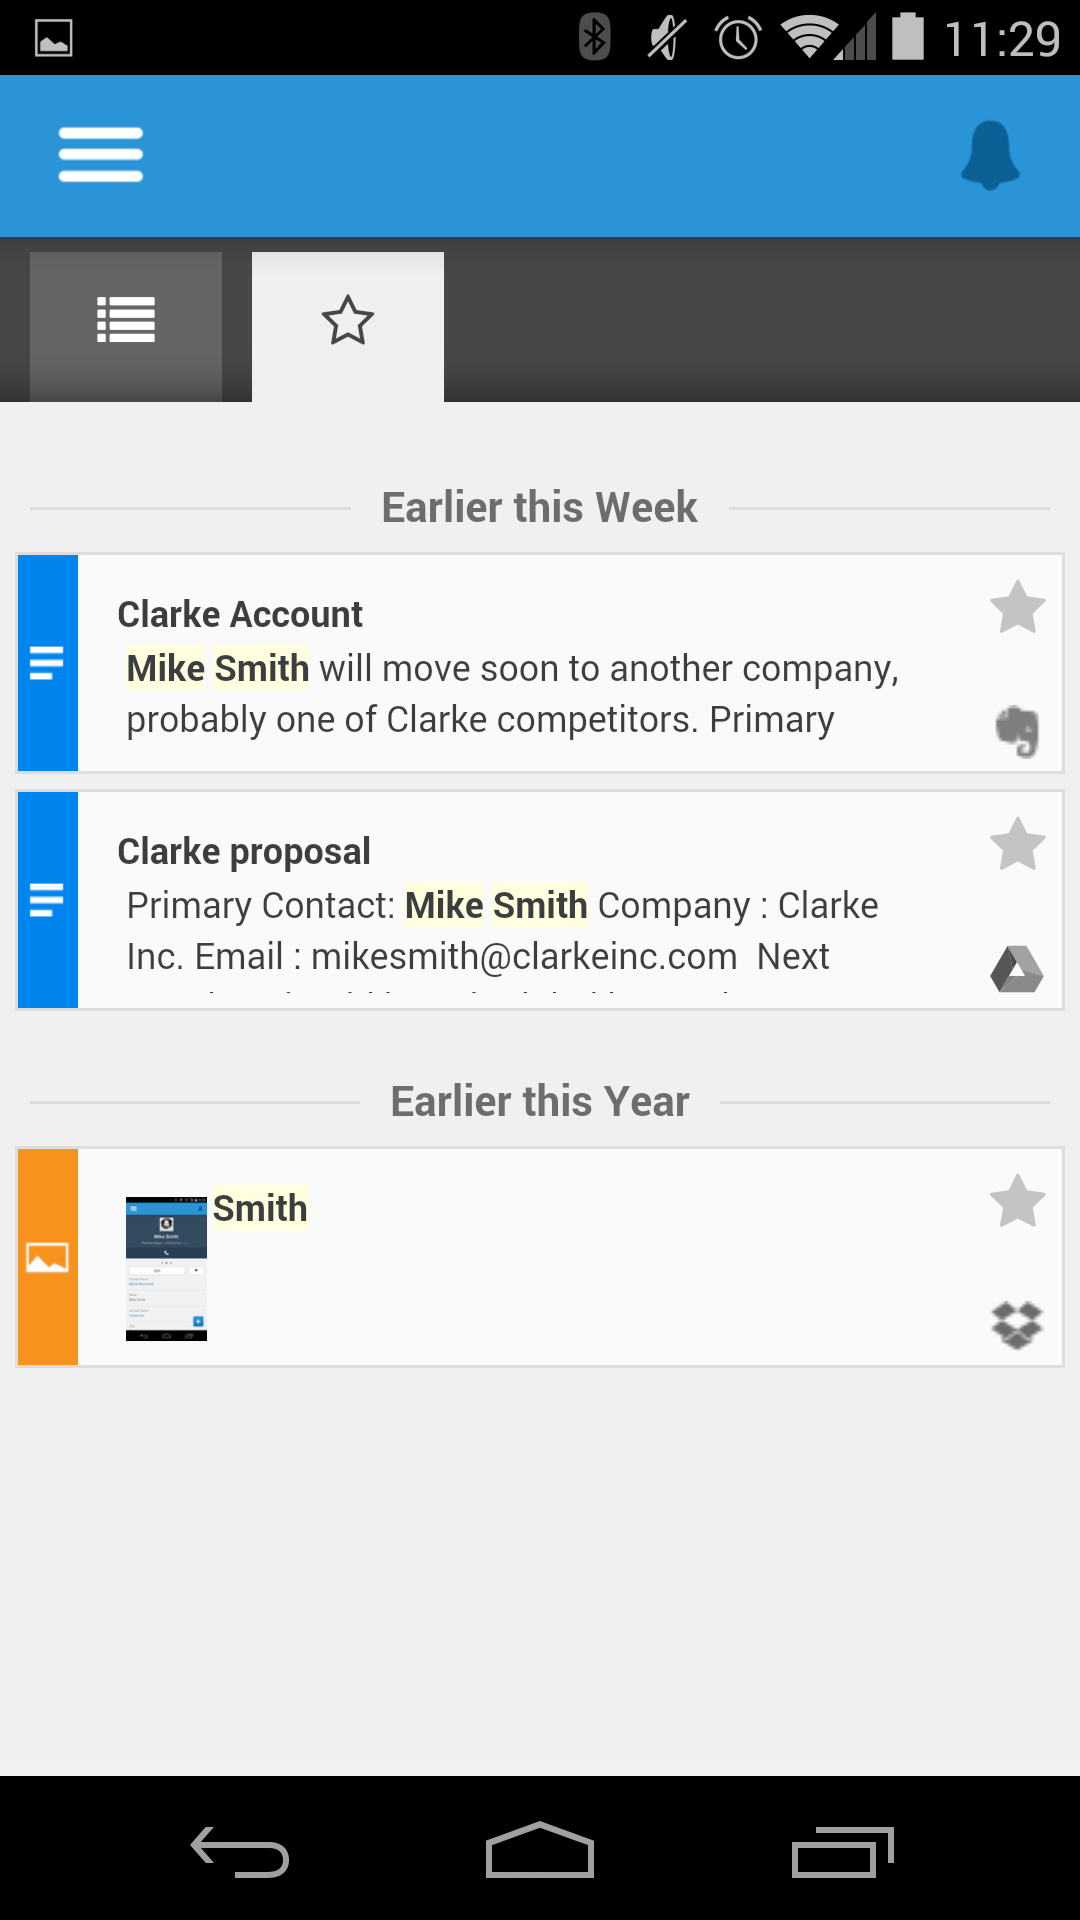 11:29
Earlier this Week
Clarke Account
Mike Smith will move soon to another company,
probably one of Clarke competitors. Primary
Clarke proposal
Primary Contact: Mike Smith Company : Clarke
Inc. Email : mikesmith@clarkeinc.com Next
Earlier this Year
Smith
Mike Smith